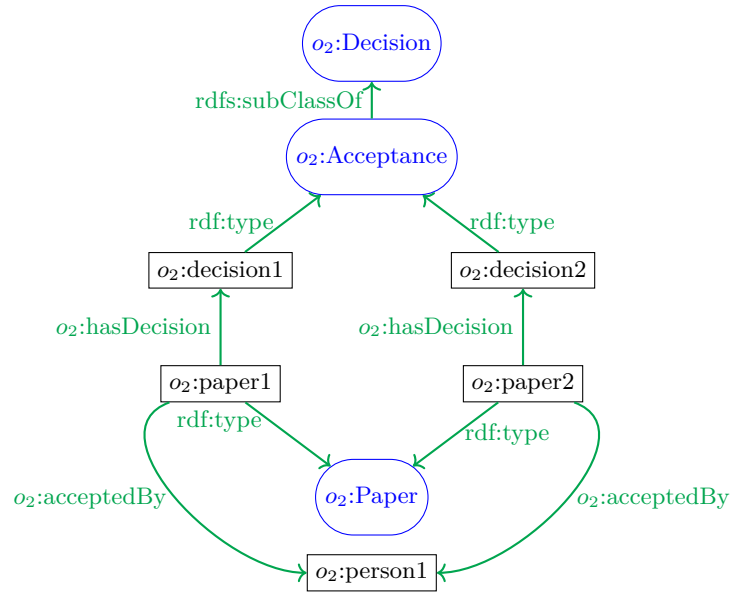 o₂:Decision
rdfs:subClassOf
o₂:Acceptance
rdf:type
rdf:type
o₂:decision1
o₂:decision2
o₂:hasDecision
o₂:hasDecision
o₂:paper1
o₂:paper2
rdf:type
rdf:type
o₂:acceptedBy
o₂:Paper
o₂:acceptedBy
o₂:person1